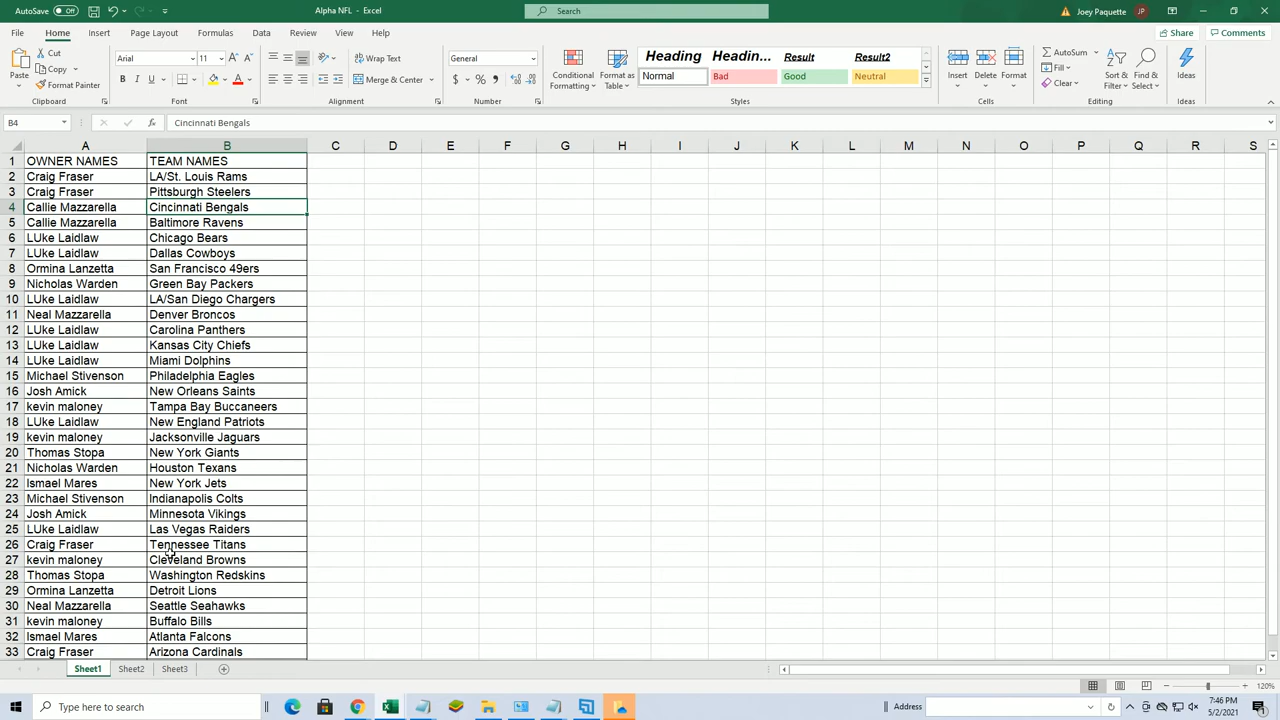 AutoSave Off Alpha NFL - Excel Search Joey Paquette JP
File Home Insert Page Layout Formulas Data Review View Help Share Comments
Paste Cut Copy Format Painter Clipboard
Arial 11 A A B I U A Font
Wrap Text Merge & Center Alignment
General $ % Number
Conditional Formatting Format as Table
Heading Headin... Result Result2
Normal Bad Good Neutral
Styles
Insert Delete Format Cells
AutoSum Fill Clear Sort & Filter Find & Select Editing
Ideas Ideas
B4 fx Cincinnati Bengals
A B C D E F G H I J K L M N O P Q R S
1 OWNER NAMES TEAM NAMES
2 Craig Fraser LA/St. Louis Rams
3 Craig Fraser Pittsburgh Steelers
4 Callie Mazzarella Cincinnati Bengals
5 Callie Mazzarella Baltimore Ravens
6 LUke Laidlaw Chicago Bears
7 LUke Laidlaw Dallas Cowboys
8 Ormina Lanzetta San Francisco 49ers
9 Nicholas Warden Green Bay Packers
10 LUke Laidlaw LA/San Diego Chargers
11 Neal Mazzarella Denver Broncos
12 LUke Laidlaw Carolina Panthers
13 LUke Laidlaw Kansas City Chiefs
14 LUke Laidlaw Miami Dolphins
15 Michael Stivenson Philadelphia Eagles
16 Josh Amick New Orleans Saints
17 kevin maloney Tampa Bay Buccaneers
18 LUke Laidlaw New England Patriots
19 kevin maloney Jacksonville Jaguars
20 Thomas Stopa New York Giants
21 Nicholas Warden Houston Texans
22 Ismael Mares New York Jets
23 Michael Stivenson Indianapolis Colts
24 Josh Amick Minnesota Vikings
25 LUke Laidlaw Las Vegas Raiders
26 Craig Fraser Tennessee Titans
27 kevin maloney Cleveland Browns
28 Thomas Stopa Washington Redskins
29 Ormina Lanzetta Detroit Lions
30 Neal Mazzarella Seattle Seahawks
31 kevin maloney Buffalo Bills
32 Ismael Mares Atlanta Falcons
33 Craig Fraser Arizona Cardinals
Sheet1 Sheet2 Sheet3
120%
Type here to search Address 7:46 PM
5/2/2021